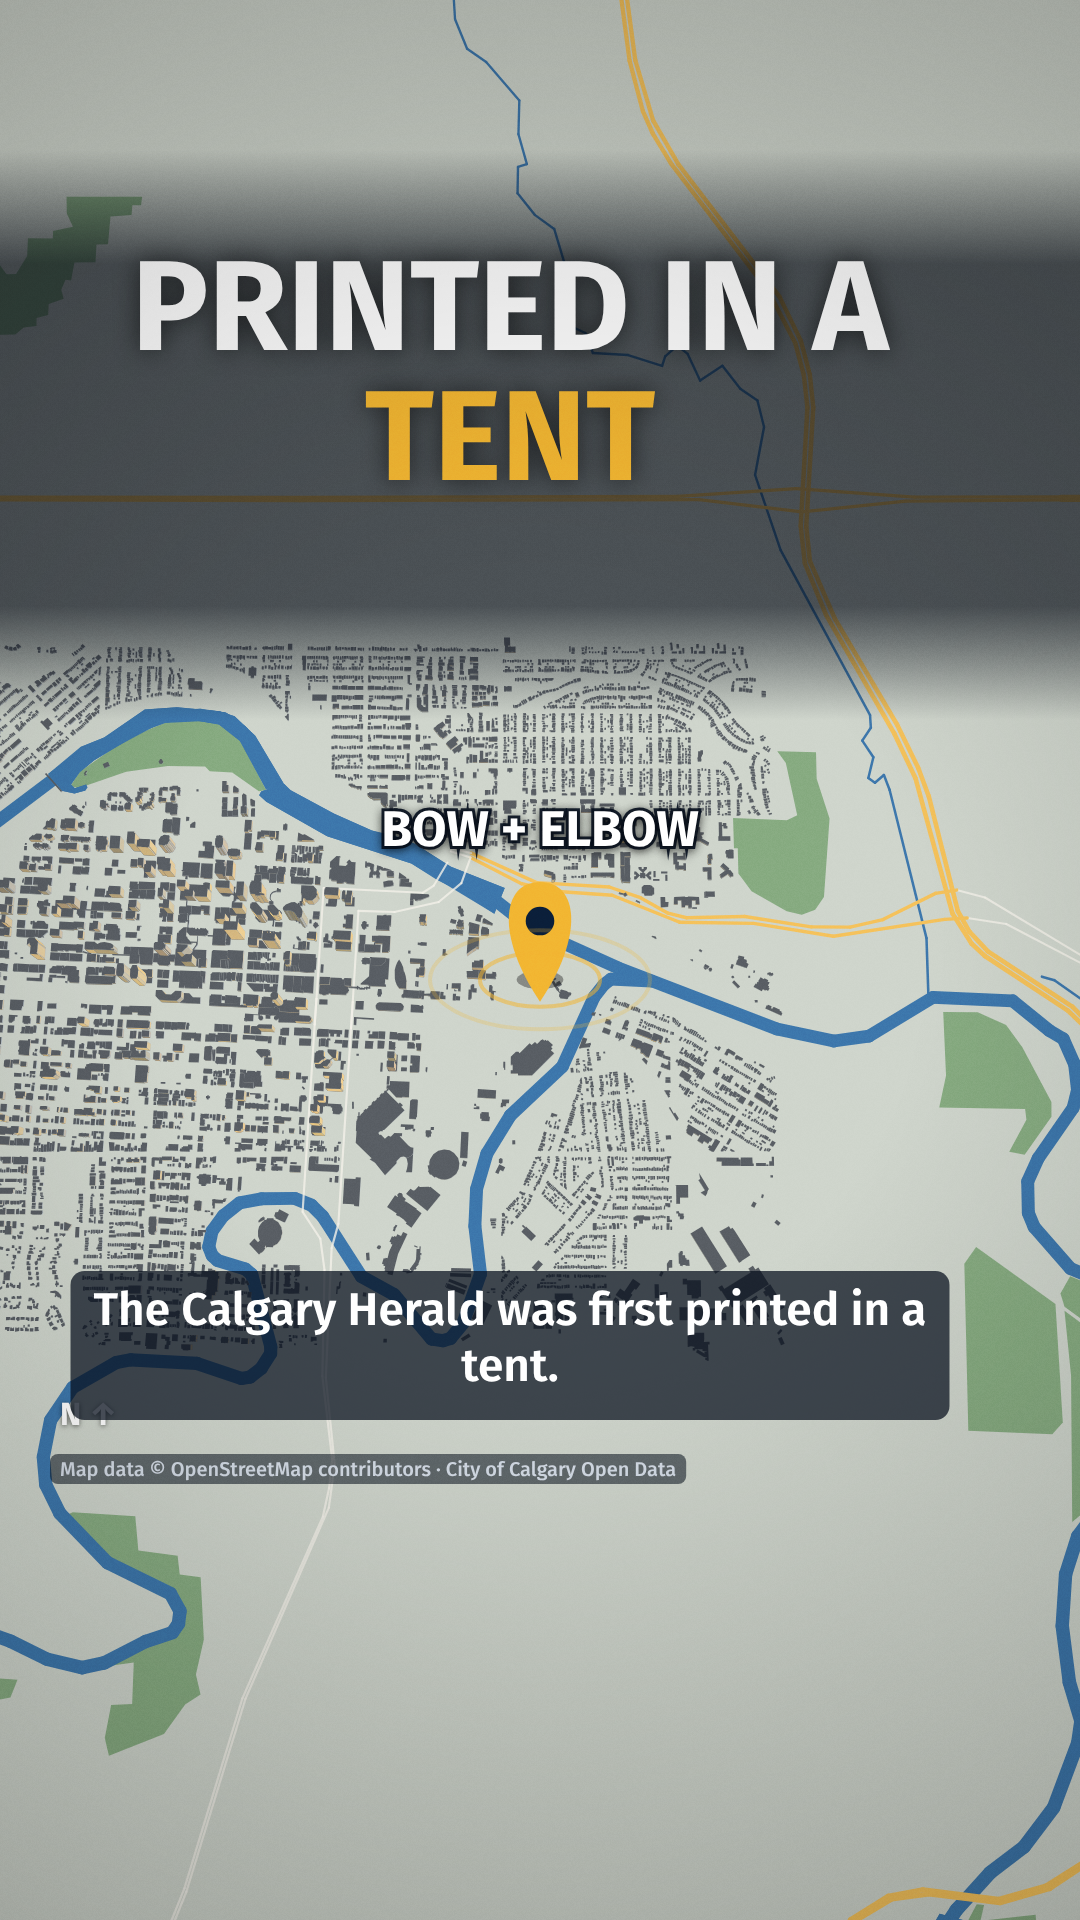 PRINTED IN A
TENT
BOW + ELBOW
The Calgary Herald was first printed in a
tent.
N ↑
Map data © OpenStreetMap contributors · City of Calgary Open Data